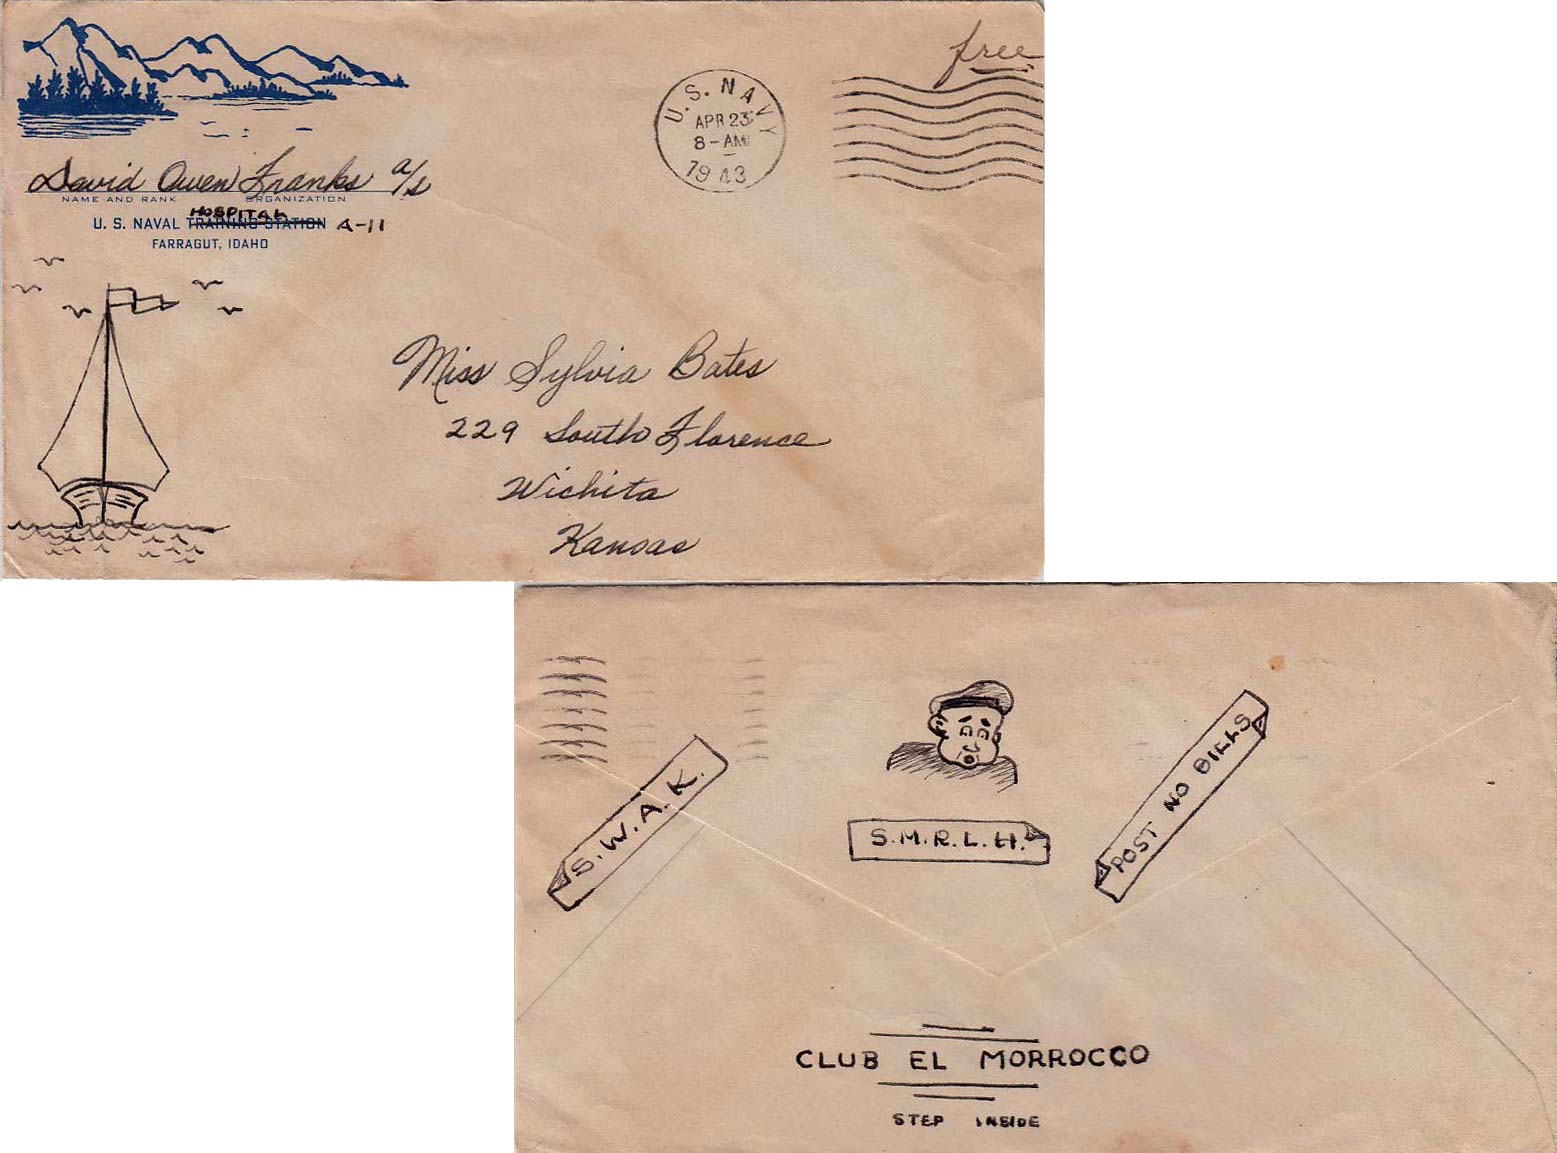 free
U. S. NAVY
APR 23
8 - AM
1943
David Owen Franks a/s
NAME AND RANK ORGANIZATION
HOSPITAL
U. S. NAVAL TRAINING STATION A-11
FARRAGUT, IDAHO
Miss Sylvia Bates
229 South Florence
Wichita
Kansas
S.W.A.K.
S.M.R.L.H.
POST NO BILLS
CLUB EL MORROCCO
STEP INSIDE